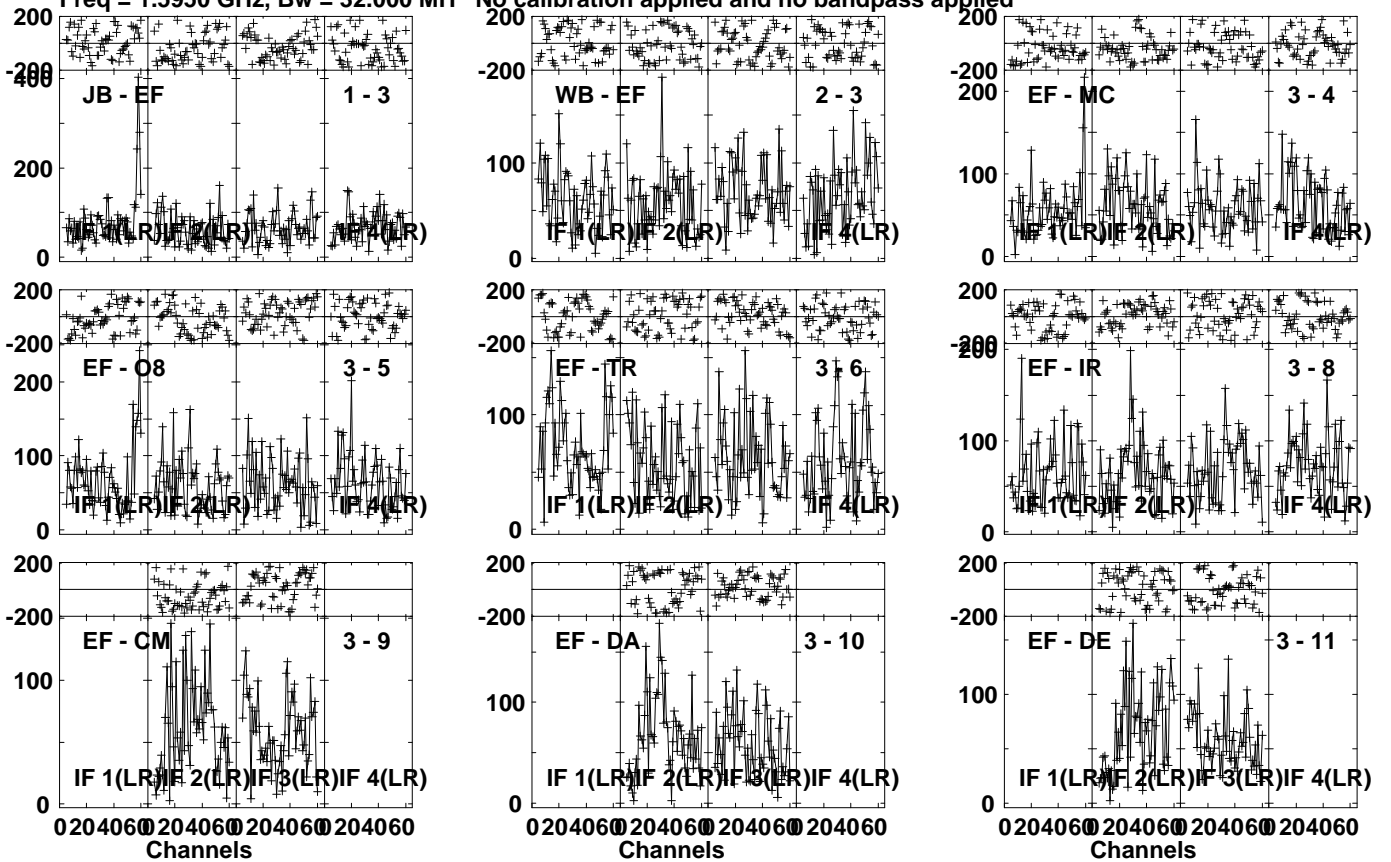 Freq = 1.5950 GHz, Bw = 32.000 MH No calibration applied and no bandpass applied
200
-200
400
200
0
JB - EF
1 - 3
IF 1(LR)
IF 2(LR)
IF 4(LR)
100
0
WB - EF
2 - 3
IF 1(LR)
IF 2(LR)
IF 4(LR)
200
-200
200
100
0
EF - MC
3 - 4
IF 1(LR)
IF 2(LR)
IF 4(LR)
200
-200
200
100
0
EF - O8
3 - 5
IF 1(LR)
IF 2(LR)
IF 4(LR)
200
-200
100
0
EF - TR
3 - 6
IF 1(LR)
IF 2(LR)
IF 4(LR)
200
-200
200
100
0
EF - IR
3 - 8
IF 1(LR)
IF 2(LR)
IF 4(LR)
200
-200
100
0
EF - CM
3 - 9
IF 1(LR)
IF 2(LR)
IF 3(LR)
IF 4(LR)
0 20 40 60 0 20 40 60 0 20 40 60 0 20 40 60
Channels
200
-200
100
0
EF - DA
3 - 10
IF 1(LR)
IF 2(LR)
IF 3(LR)
IF 4(LR)
0 20 40 60 0 20 40 60 0 20 40 60 0 20 40 60
Channels
200
-200
100
0
EF - DE
3 - 11
IF 1(LR)
IF 2(LR)
IF 3(LR)
IF 4(LR)
0 20 40 60 0 20 40 60 0 20 40 60 0 20 40 60
Channels